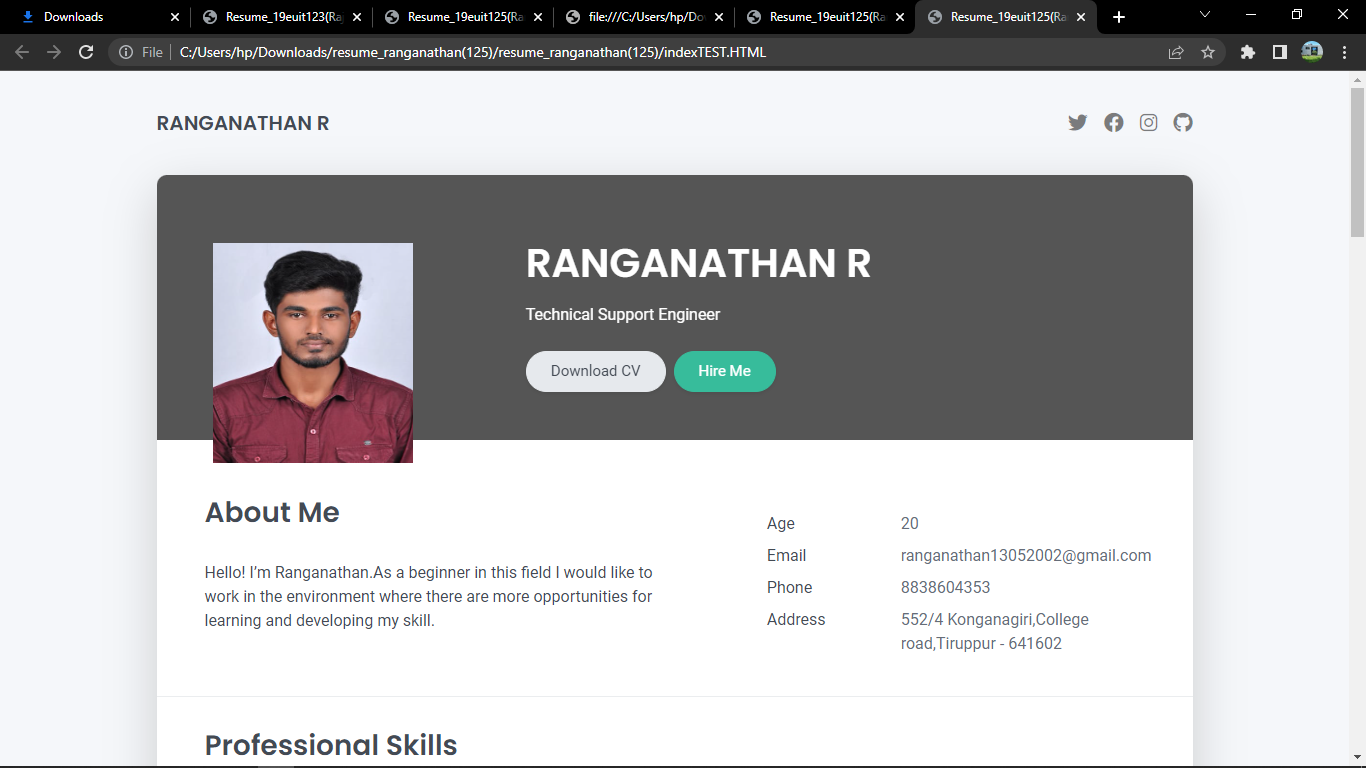 Downloads
Resume_19euit123(Ra
Resume_19euit125(Ra
file:///C:/Users/hp/Do
Resume_19euit125(Ra
Resume_19euit125(Ra
File
C:/Users/hp/Downloads/resume_ranganathan(125)/resume_ranganathan(125)/indexTEST.HTML
RANGANATHAN R
RANGANATHAN R
Technical Support Engineer
Download CV
Hire Me
About Me
Hello! I’m Ranganathan.As a beginner in this field I would like to
work in the environment where there are more opportunities for
learning and developing my skill.
Age 20
Email ranganathan13052002@gmail.com
Phone 8838604353
Address 552/4 Konganagiri,College
road,Tiruppur - 641602
Professional Skills